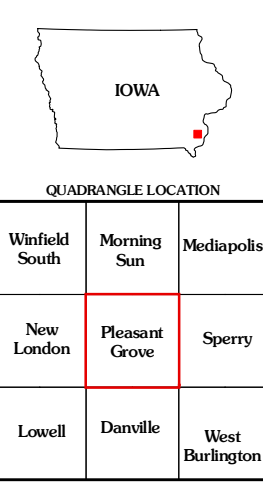 IOWA
QUADRANGLE LOCATION
Winfield
South
Morning
Sun
Mediapolis
New
London
Pleasant
Grove
Sperry
Lowell
Danville
West
Burlington